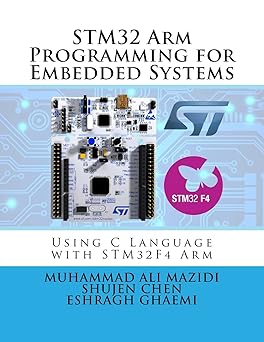 STM32 Arm
Programming for
Embedded Systems
ST
STM32 F4
Using C Language
with STM32F4 Arm
MUHAMMAD ALI MAZIDI
SHUJEN CHEN
ESHRAGH GHAEMI